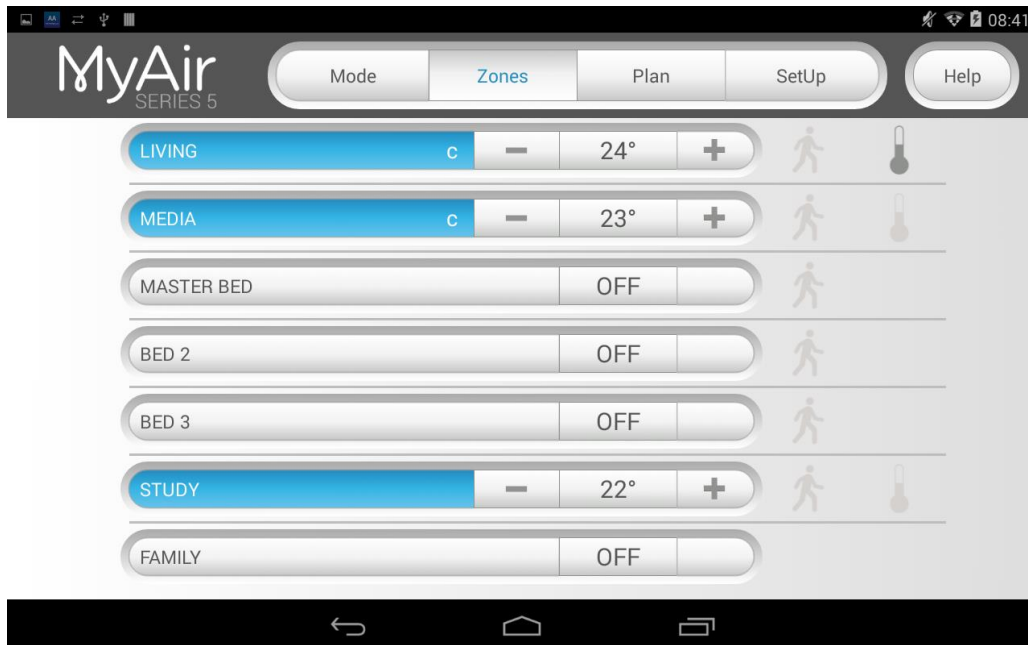 AA
08:41
MyAir
SERIES 5
Mode
Zones
Plan
SetUp
Help
LIVING c 24°
MEDIA c 23°
MASTER BED OFF
BED 2 OFF
BED 3 OFF
STUDY 22°
FAMILY OFF